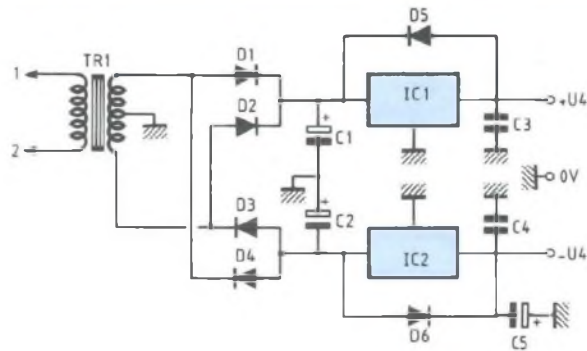 TR1
1
2
D1
D2
D3
D4
D5
IC1
C1
C2
C3
+U4
0V
C4
IC2
-U4
D6
C5
+
+
+